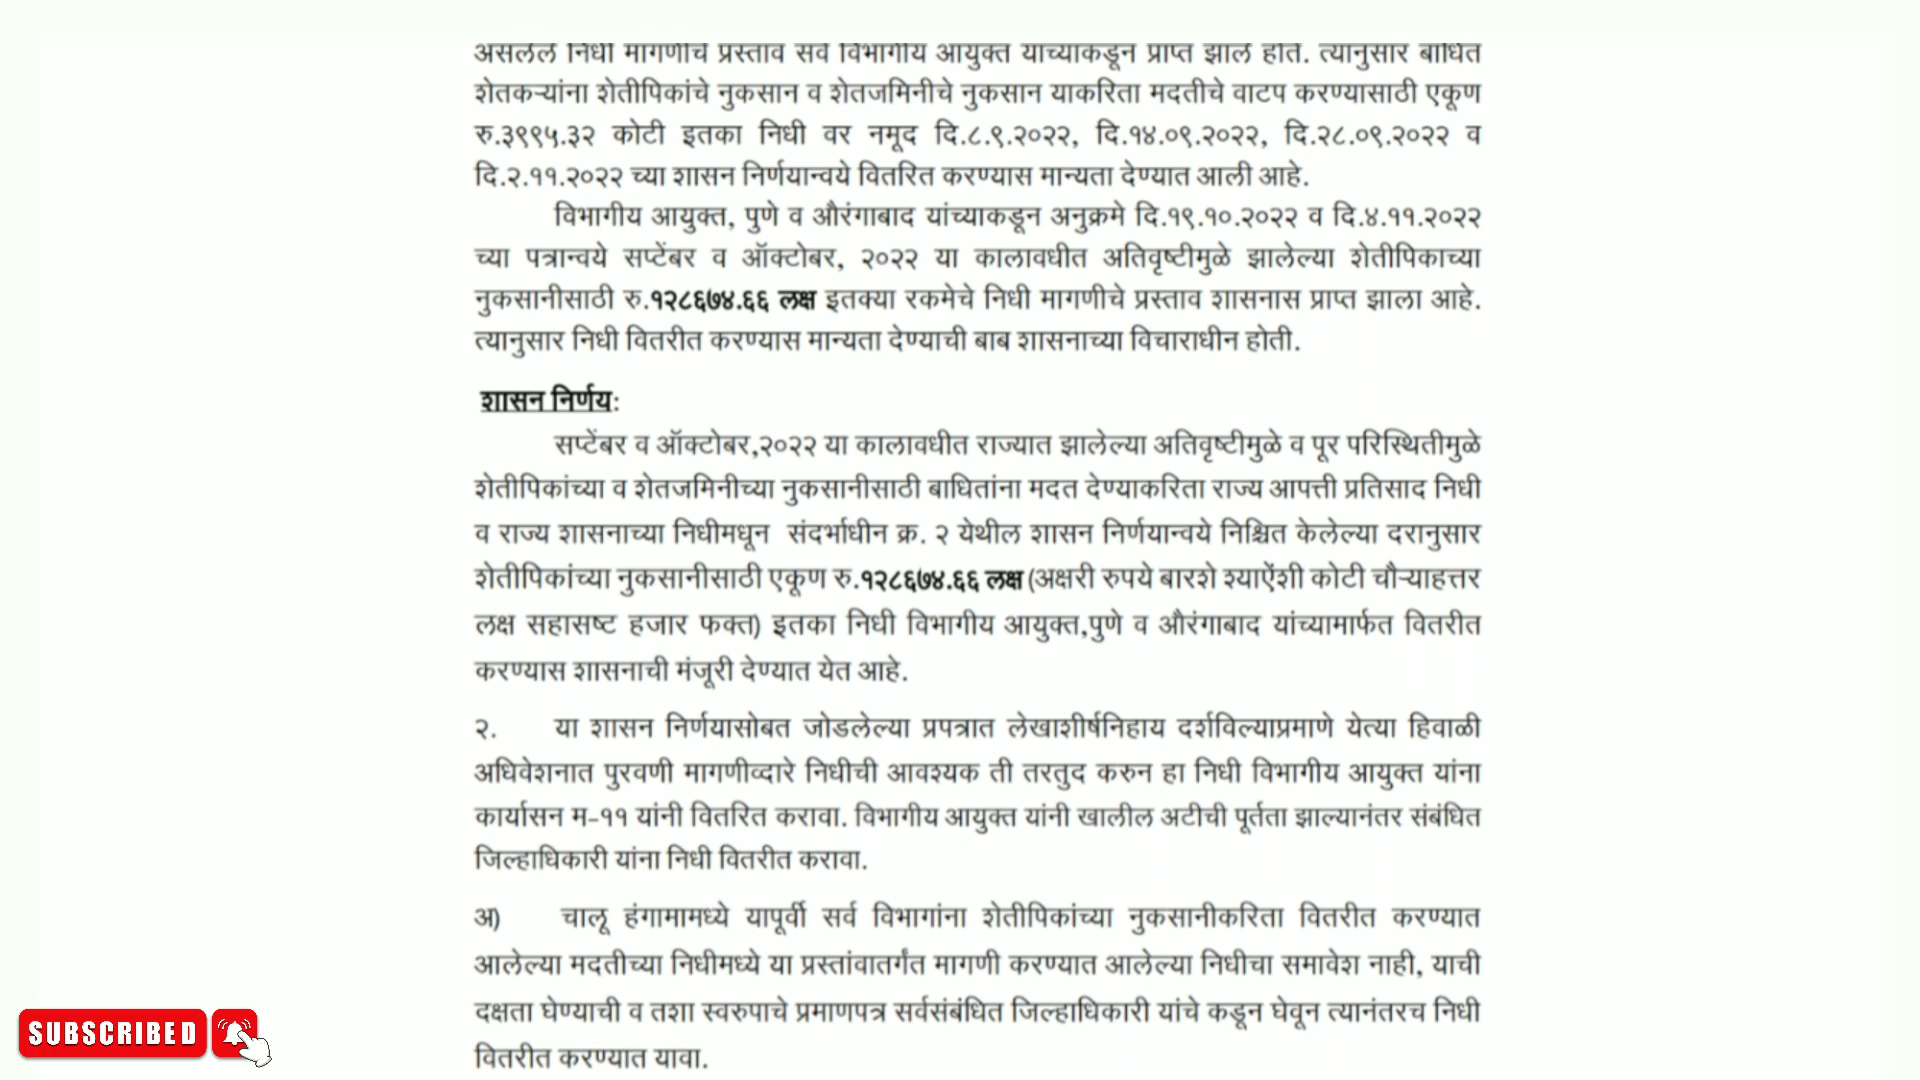 असलेले निधी मागणीचे प्रस्ताव सर्व विभागीय आयुक्त यांच्याकडून प्राप्त झाले होते. त्यानुसार बाधित
शेतकऱ्यांना शेतीपिकांचे नुकसान व शेतजमिनीचे नुकसान याकरिता मदतीचे वाटप करण्यासाठी एकूण
रु.३९९५.३२ कोटी इतका निधी वर नमूद दि.८.९.२०२२, दि.१४.०९.२०२२, दि.२८.०९.२०२२ व
दि.२.११.२०२२ च्या शासन निर्णयान्वये वितरित करण्यास मान्यता देण्यात आली आहे.
विभागीय आयुक्त, पुणे व औरंगाबाद यांच्याकडून अनुक्रमे दि.१९.१०.२०२२ व दि.४.११.२०२२
च्या पत्रान्वये सप्टेंबर व ऑक्टोबर, २०२२ या कालावधीत अतिवृष्टीमुळे झालेल्या शेतीपिकाच्या
नुकसानीसाठी रु.१२८६७४.६६ लक्ष इतक्या रकमेचे निधी मागणीचे प्रस्ताव शासनास प्राप्त झाला आहे.
त्यानुसार निधी वितरीत करण्यास मान्यता देण्याची बाब शासनाच्या विचाराधीन होती.
शासन निर्णय:
सप्टेंबर व ऑक्टोबर,२०२२ या कालावधीत राज्यात झालेल्या अतिवृष्टीमुळे व पूर परिस्थितीमुळे
शेतीपिकांच्या व शेतजमिनीच्या नुकसानीसाठी बाधितांना मदत देण्याकरिता राज्य आपत्ती प्रतिसाद निधी
व राज्य शासनाच्या निधीमधून संदर्भाधीन क्र. २ येथील शासन निर्णयान्वये निश्चित केलेल्या दरानुसार
शेतीपिकांच्या नुकसानीसाठी एकूण रु.१२८६७४.६६ लक्ष (अक्षरी रुपये बारशे श्याऐंशी कोटी चौऱ्याहत्तर
लक्ष सहासष्ट हजार फक्त) इतका निधी विभागीय आयुक्त,पुणे व औरंगाबाद यांच्यामार्फत वितरीत
करण्यास शासनाची मंजूरी देण्यात येत आहे.
२. या शासन निर्णयासोबत जोडलेल्या प्रपत्रात लेखाशीर्षनिहाय दर्शविल्याप्रमाणे येत्या हिवाळी
अधिवेशनात पुरवणी मागणीव्दारे निधीची आवश्यक ती तरतुद करुन हा निधी विभागीय आयुक्त यांना
कार्यासन म-११ यांनी वितरित करावा. विभागीय आयुक्त यांनी खालील अटीची पूर्तता झाल्यानंतर संबंधित
जिल्हाधिकारी यांना निधी वितरीत करावा.
अ) चालू हंगामामध्ये यापूर्वी सर्व विभागांना शेतीपिकांच्या नुकसानीकरिता वितरीत करण्यात
आलेल्या मदतीच्या निधीमध्ये या प्रस्तांवातर्गंत मागणी करण्यात आलेल्या निधीचा समावेश नाही, याची
दक्षता घेण्याची व तशा स्वरुपाचे प्रमाणपत्र सर्वसंबंधित जिल्हाधिकारी यांचे कडून घेवून त्यानंतरच निधी
वितरीत करण्यात यावा.
SUBSCRIBED